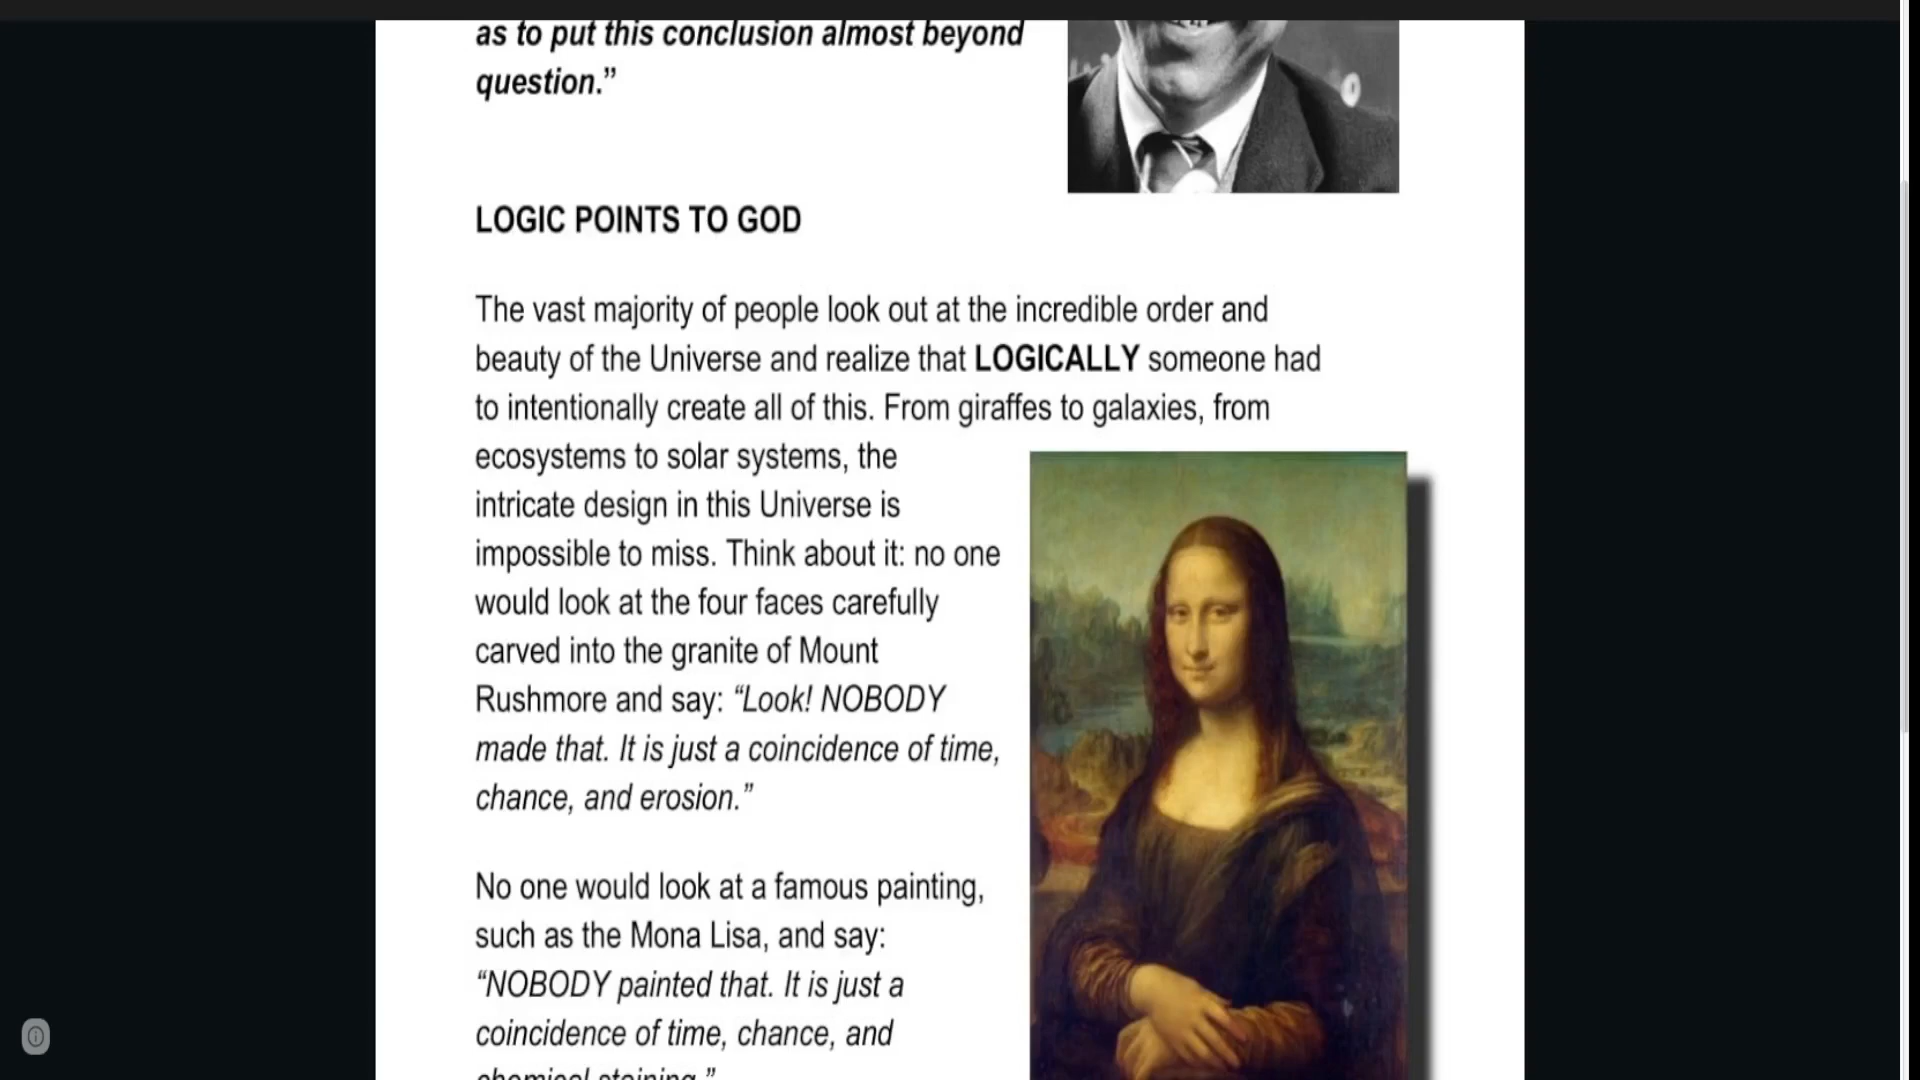 as to put this conclusion almost beyond
question.”
LOGIC POINTS TO GOD
The vast majority of people look out at the incredible order and
beauty of the Universe and realize that LOGICALLY someone had
to intentionally create all of this. From giraffes to galaxies, from
ecosystems to solar systems, the
intricate design in this Universe is
impossible to miss. Think about it: no one
would look at the four faces carefully
carved into the granite of Mount
Rushmore and say: “Look! NOBODY
made that. It is just a coincidence of time,
chance, and erosion.”
No one would look at a famous painting,
such as the Mona Lisa, and say:
“NOBODY painted that. It is just a
coincidence of time, chance, and
chemical staining.”